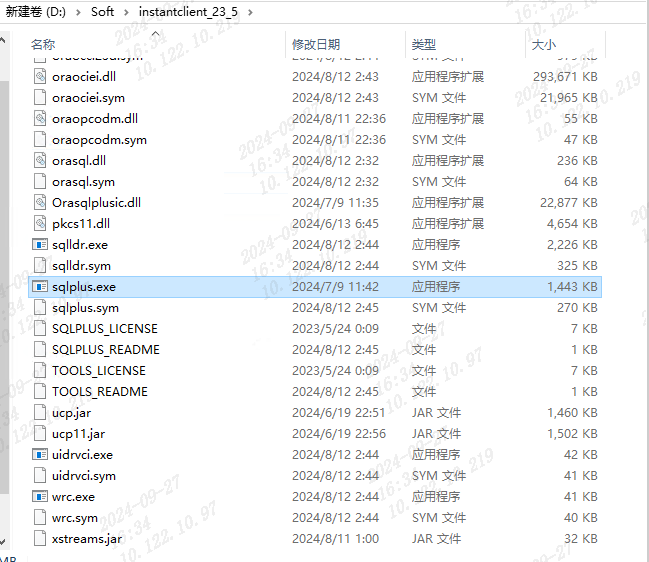 新建卷 (D:) > Soft > instantclient_23_5 >
名称 修改日期 类型 大小
oraociei.dll 2024/8/12 2:43 应用程序扩展 293,671 KB
oraociei.sym 2024/8/12 2:43 SYM 文件 21,965 KB
oraopcodm.dll 2024/8/11 22:36 应用程序扩展 55 KB
oraopcodm.sym 2024/8/11 22:36 SYM 文件 47 KB
orasql.dll 2024/8/12 2:32 应用程序扩展 236 KB
orasql.sym 2024/8/12 2:32 SYM 文件 64 KB
Orasqlplusic.dll 2024/7/9 11:35 应用程序扩展 22,877 KB
pkcs11.dll 2024/6/13 6:45 应用程序扩展 4,654 KB
sqlldr.exe 2024/8/12 2:44 应用程序 2,226 KB
sqlldr.sym 2024/8/12 2:44 SYM 文件 325 KB
sqlplus.exe 2024/7/9 11:42 应用程序 1,443 KB
sqlplus.sym 2024/8/12 2:45 SYM 文件 270 KB
SQLPLUS_LICENSE 2023/5/24 0:09 文件 7 KB
SQLPLUS_README 2024/8/12 2:45 文件 1 KB
TOOLS_LICENSE 2023/5/24 0:09 文件 7 KB
TOOLS_README 2024/8/12 2:45 文件 1 KB
ucp.jar 2024/6/19 22:51 JAR 文件 1,460 KB
ucp11.jar 2024/6/19 22:56 JAR 文件 1,502 KB
uidrvci.exe 2024/8/12 2:44 应用程序 42 KB
uidrvci.sym 2024/8/12 2:44 SYM 文件 41 KB
wrc.exe 2024/8/12 2:44 应用程序 41 KB
wrc.sym 2024/8/12 2:44 SYM 文件 40 KB
xstreams.jar 2024/8/11 1:00 JAR 文件 32 KB
2024-09-27
16:34
10.122.10.219
2024-09-27
16:34
10.122.10.97